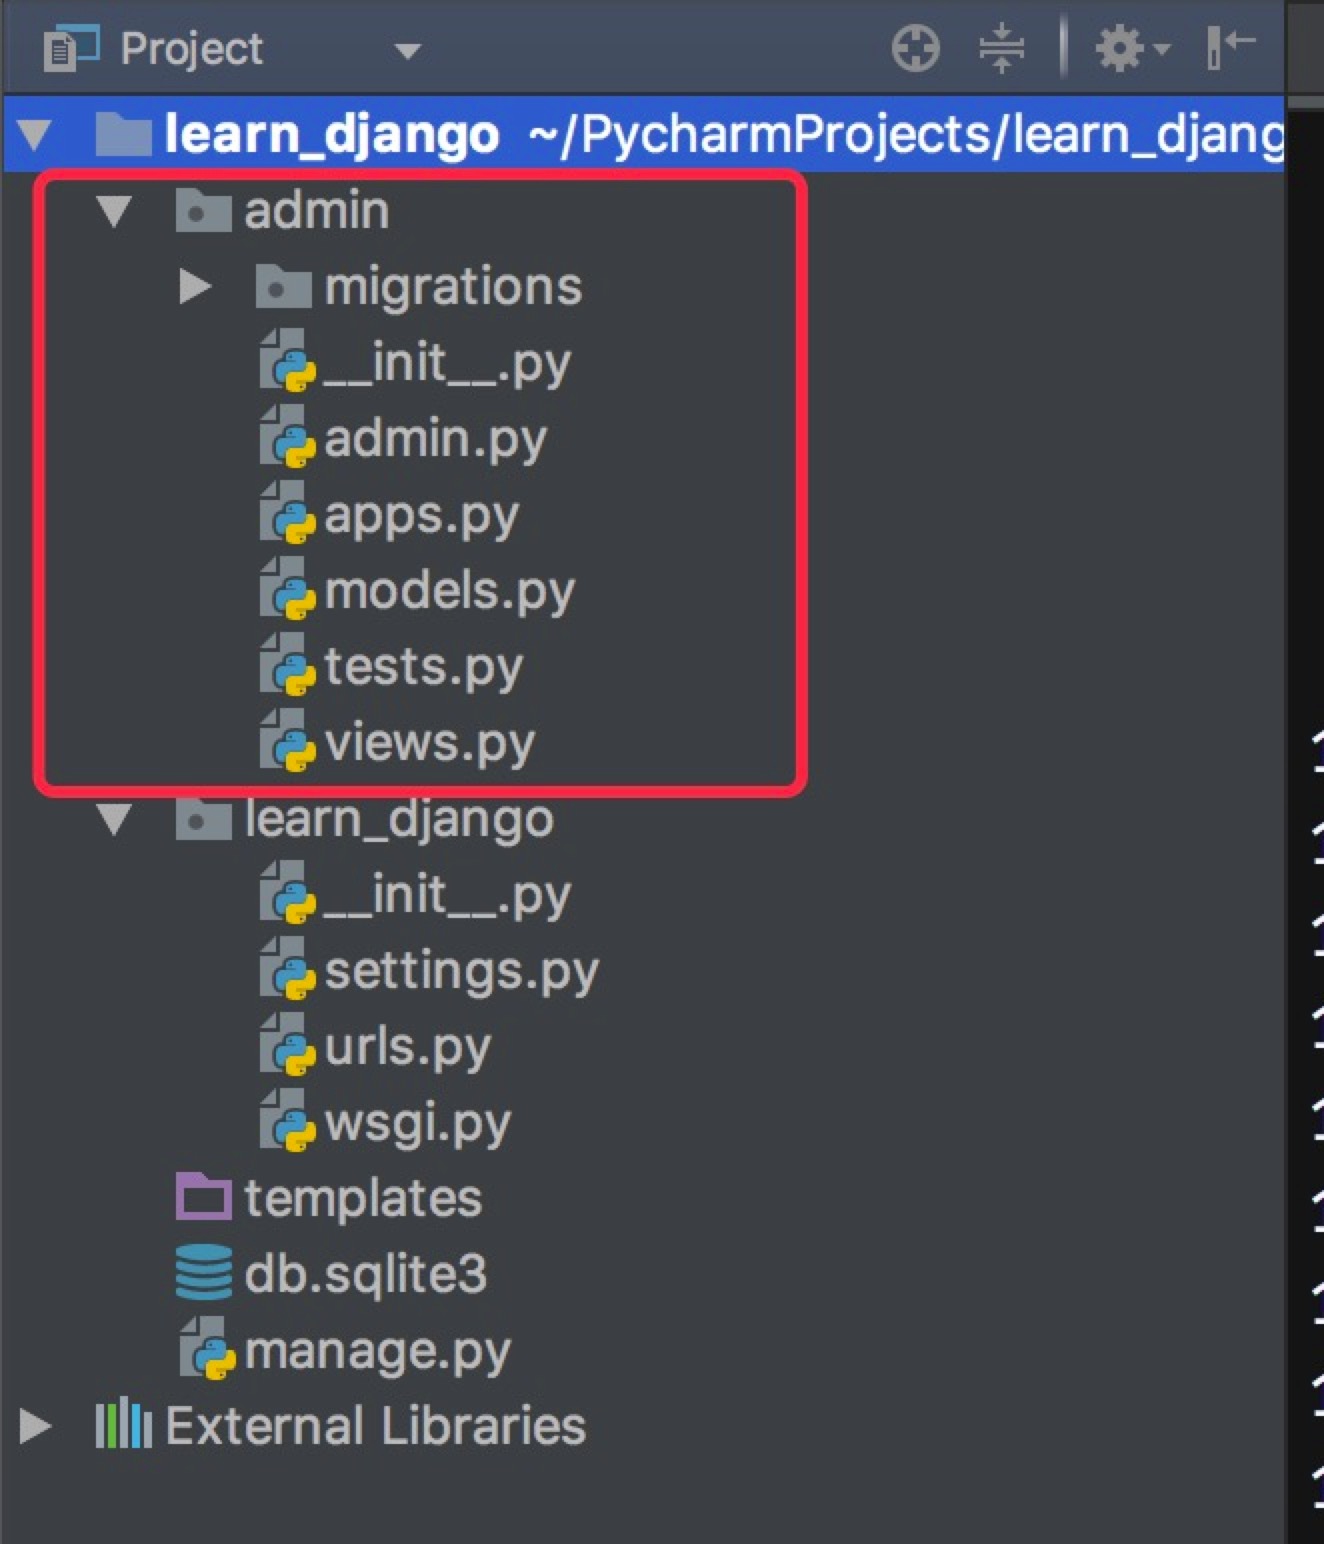 Project
learn_django ~/PycharmProjects/learn_djang
admin
migrations
__init__.py
admin.py
apps.py
models.py
tests.py
views.py
learn_django
__init__.py
settings.py
urls.py
wsgi.py
templates
db.sqlite3
manage.py
External Libraries